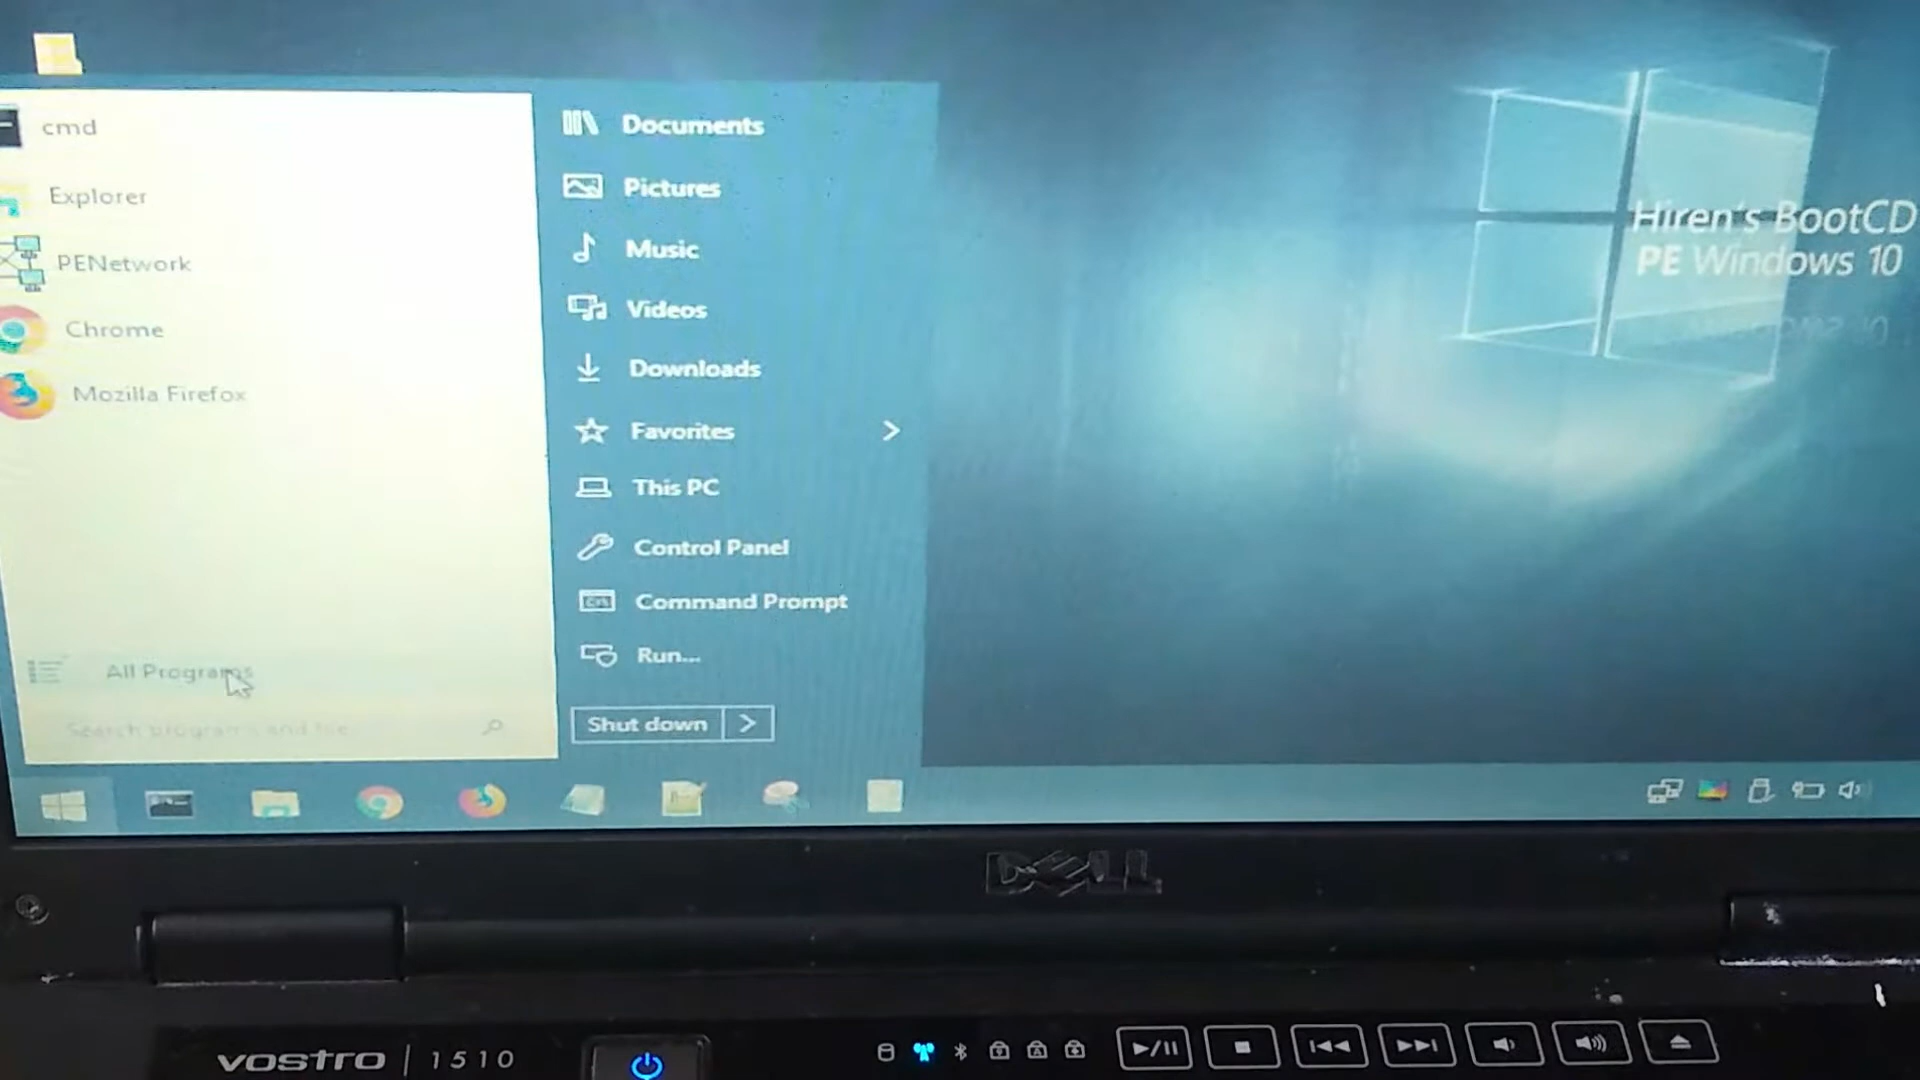 cmd
Explorer
PENetwork
Chrome
Mozilla Firefox
All Programs
Documents
Pictures
Music
Videos
Downloads
Favorites
This PC
Control Panel
Command Prompt
Run...
Shut down
Hiren's BootCD
PE Windows 10
DELL
vostro | 1510